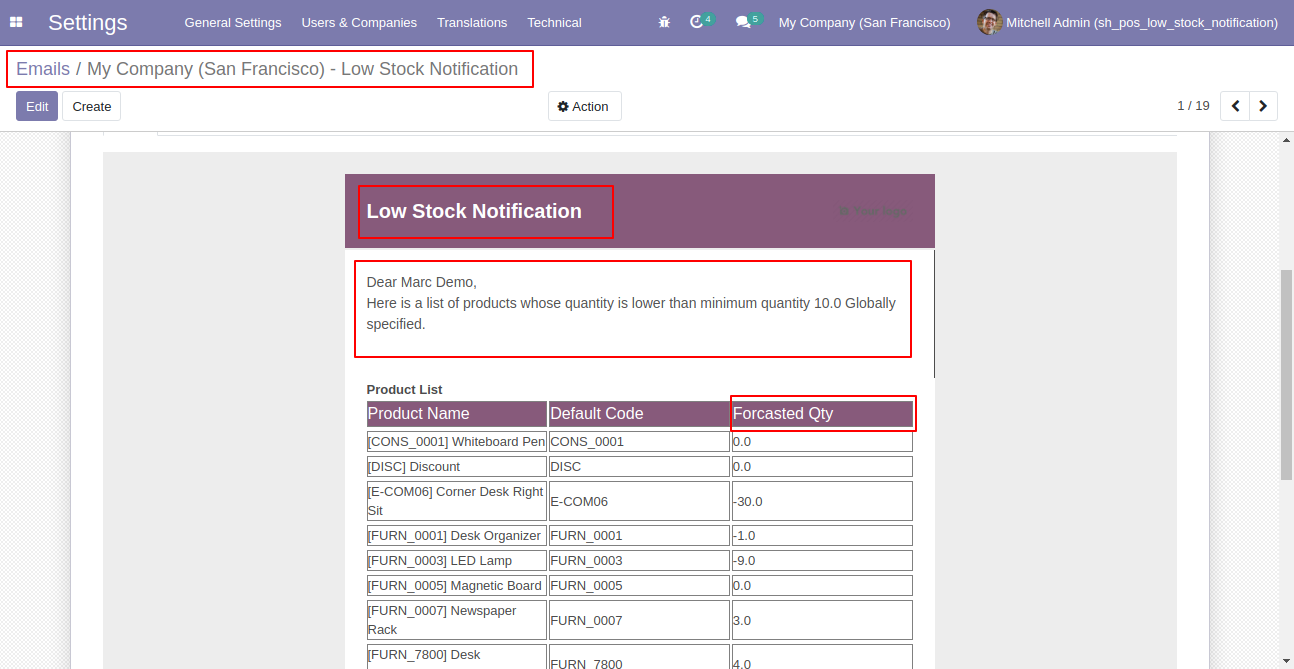 Settings General Settings Users & Companies Translations Technical 4 5 My Company (San Francisco) Mitchell Admin (sh_pos_low_stock_notification)
Emails / My Company (San Francisco) - Low Stock Notification
Edit Create Action 1 / 19
Low Stock Notification
Dear Marc Demo,
Here is a list of products whose quantity is lower than minimum quantity 10.0 Globally
specified.
Product List
Product Name Default Code Forcasted Qty
[CONS_0001] Whiteboard Pen CONS_0001 0.0
[DISC] Discount DISC 0.0
[E-COM06] Corner Desk Right
Sit E-COM06 -30.0
[FURN_0001] Desk Organizer FURN_0001 -1.0
[FURN_0003] LED Lamp FURN_0003 -9.0
[FURN_0005] Magnetic Board FURN_0005 0.0
[FURN_0007] Newspaper
Rack FURN_0007 3.0
[FURN_7800] Desk
FURN_7800 4.0